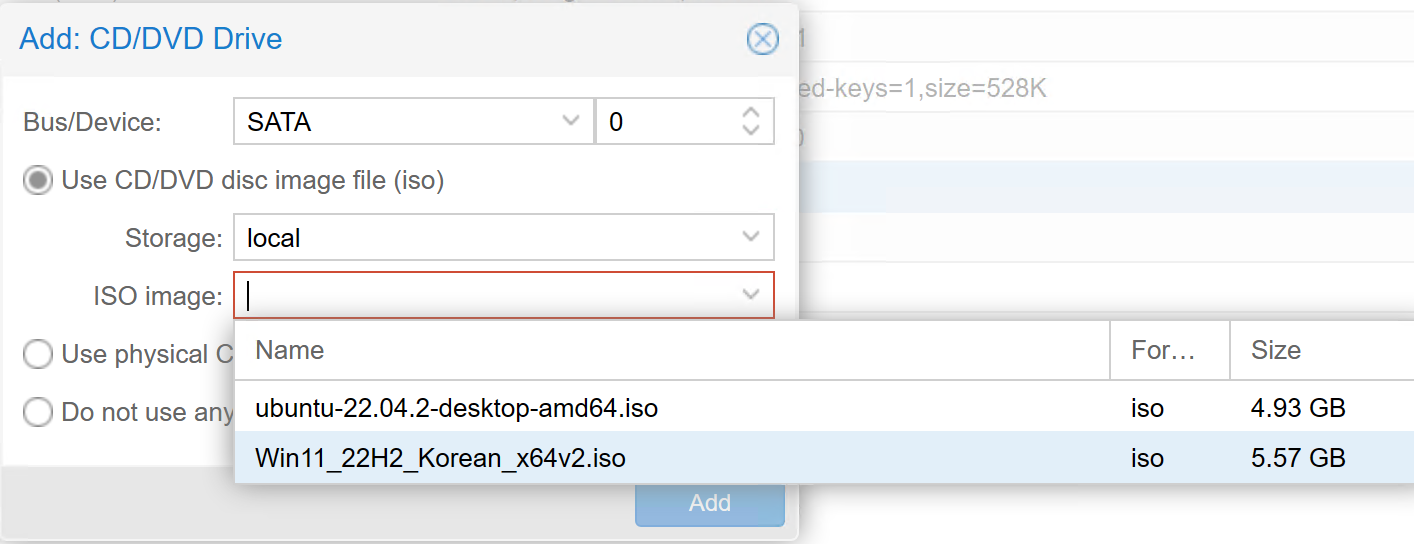 Add: CD/DVD Drive
ed-keys=1,size=528K
Bus/Device: SATA 0
Use CD/DVD disc image file (iso)
Storage: local
ISO image:
Name For... Size
Use physical C
ubuntu-22.04.2-desktop-amd64.iso iso 4.93 GB
Do not use any
Win11_22H2_Korean_x64v2.iso iso 5.57 GB
Add